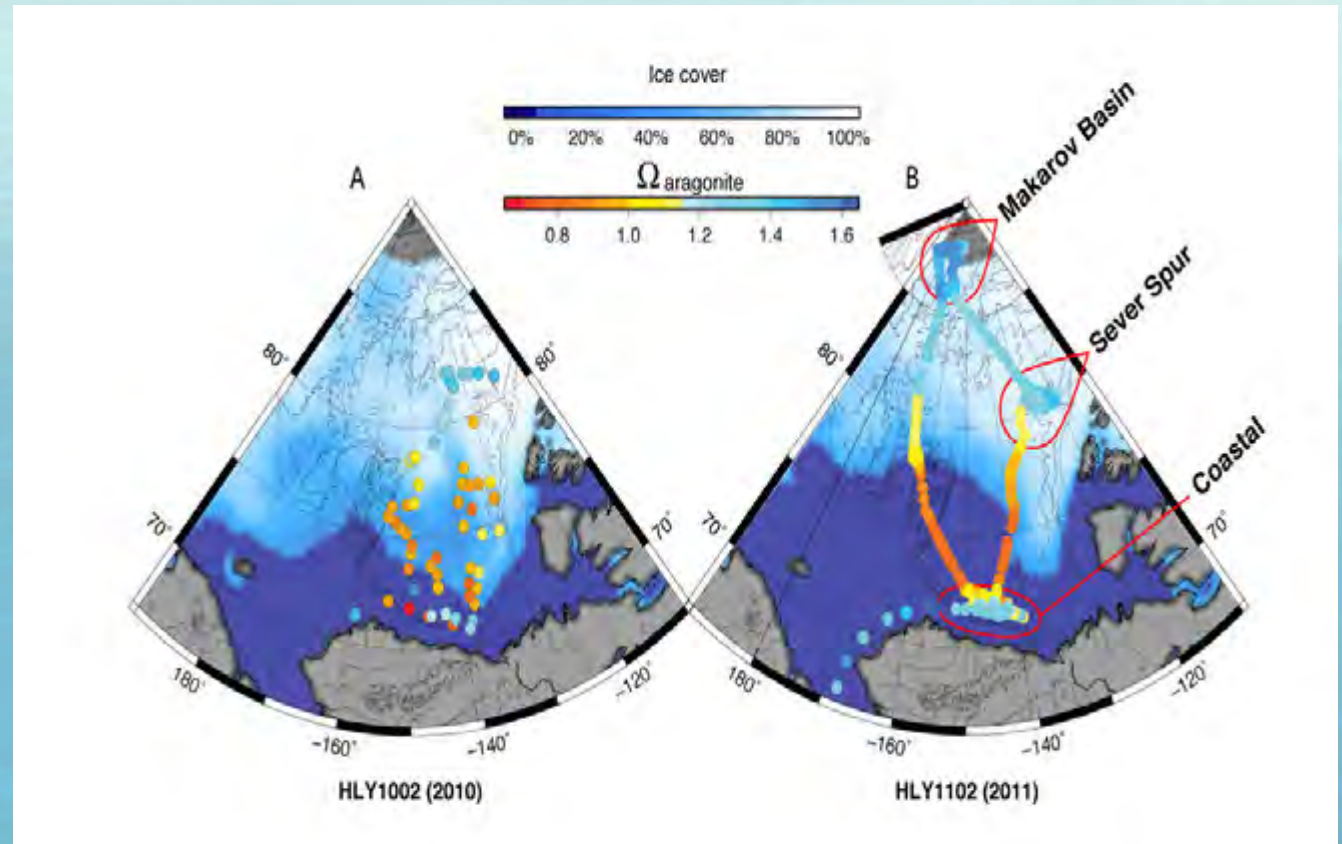 Ice cover
0% 20% 40% 60% 80% 100%
Ω aragonite
0.8 1.0 1.2 1.4 1.6
A
B
Makarov Basin
Sever Spur
Coastal
80°
80°
70°
70°
180°
−160°
−140°
−120°
HLY1002 (2010)
80°
80°
70°
70°
180°
−160°
−140°
−120°
HLY1102 (2011)